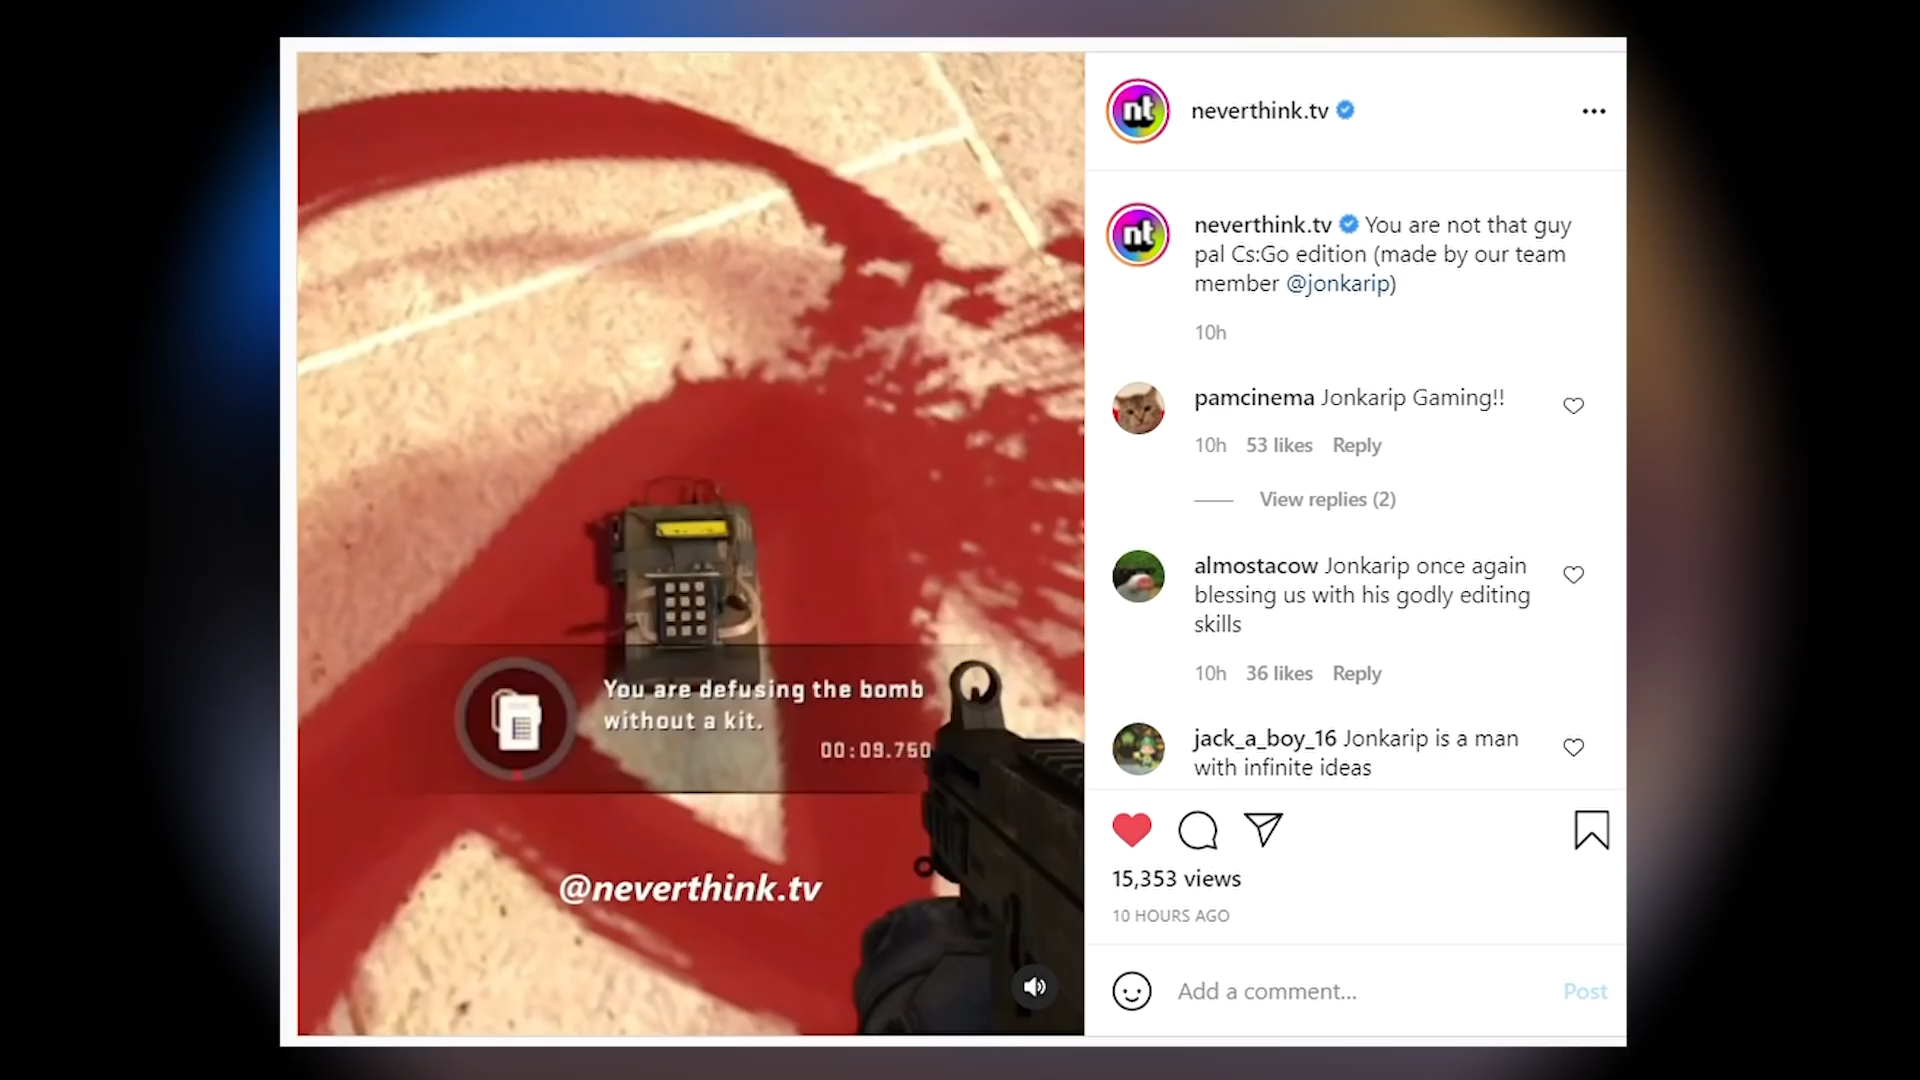 You are defusing the bomb
without a kit.
00:09.750
@neverthink.tv
nt
neverthink.tv
nt
neverthink.tv You are not that guy
pal Cs:Go edition (made by our team
member @jonkarip)
10h
pamcinema Jonkarip Gaming!!
10h 53 likes Reply
View replies (2)
almostacow Jonkarip once again
blessing us with his godly editing
skills
10h 36 likes Reply
jack_a_boy_16 Jonkarip is a man
with infinite ideas
15,353 views
10 HOURS AGO
Add a comment... Post